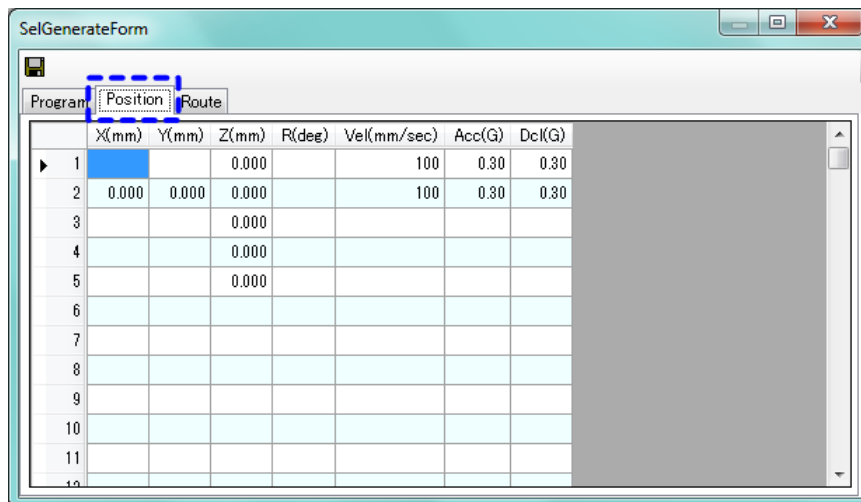 SelGenerateForm
Program Position Route
X(mm) Y(mm) Z(mm) R(deg) Vel(mm/sec) Acc(G) Dcl(G)
1 0.000 100 0.30 0.30
2 0.000 0.000 0.000 100 0.30 0.30
3 0.000
4 0.000
5 0.000
6
7
8
9
10
11
12